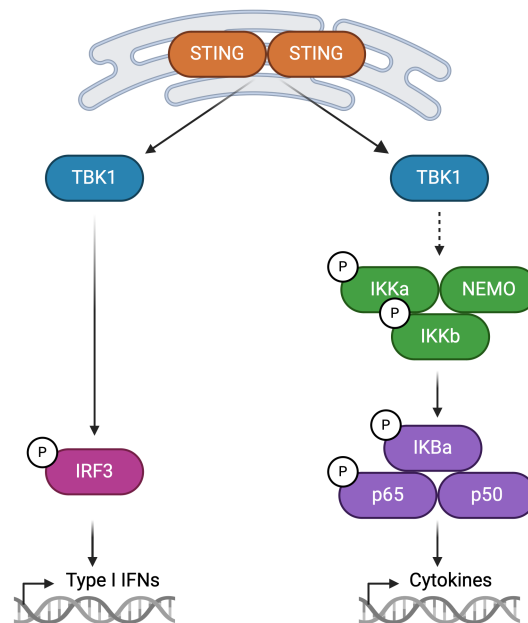 STING STING
TBK1 TBK1
P
IKKa NEMO
P
IKKb
P
IKBa
P
IRF3
P
p65 p50
Type I IFNs Cytokines